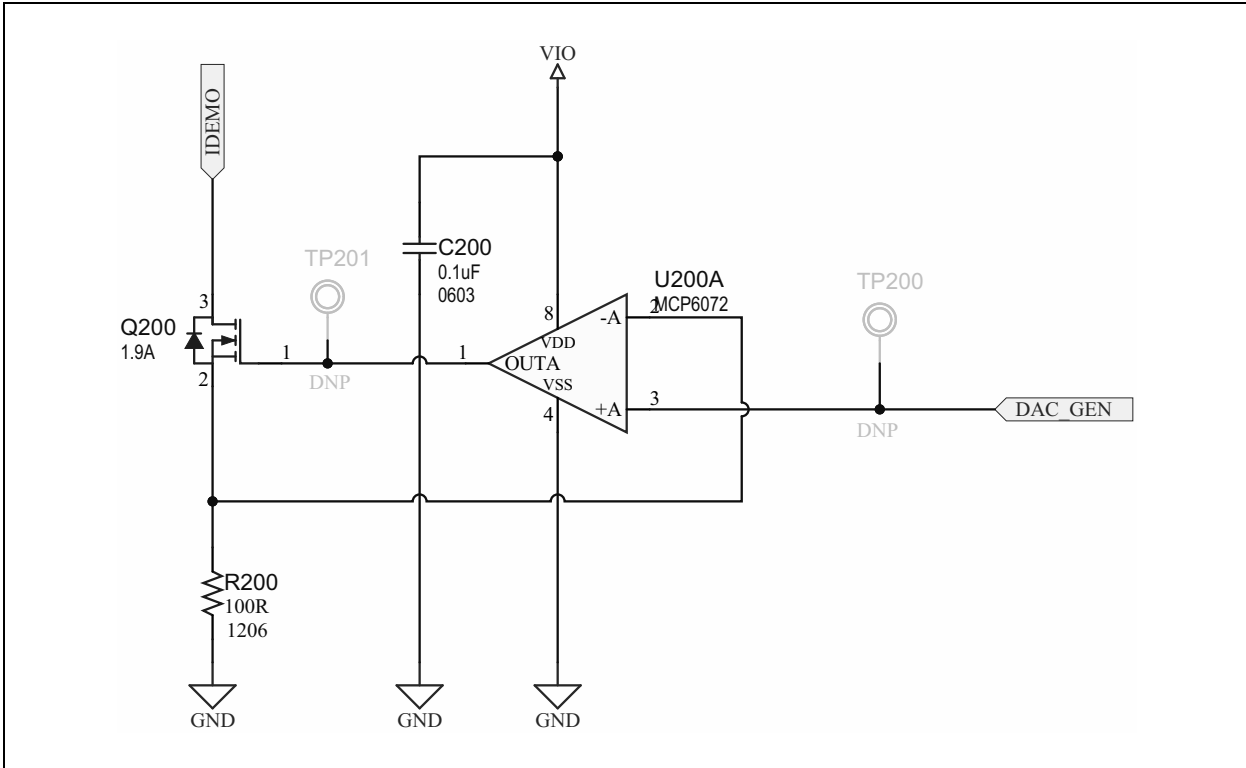 VIO
IDEMO
TP201
C200
0.1uF
0603
U200A
MCP6072
TP200
Q200
1.9A
3
1
2
DNP
1
8
VDD
OUTA
VSS
4
-A
2
+A
3
DNP
DAC_GEN
R200
100R
1206
GND
GND
GND